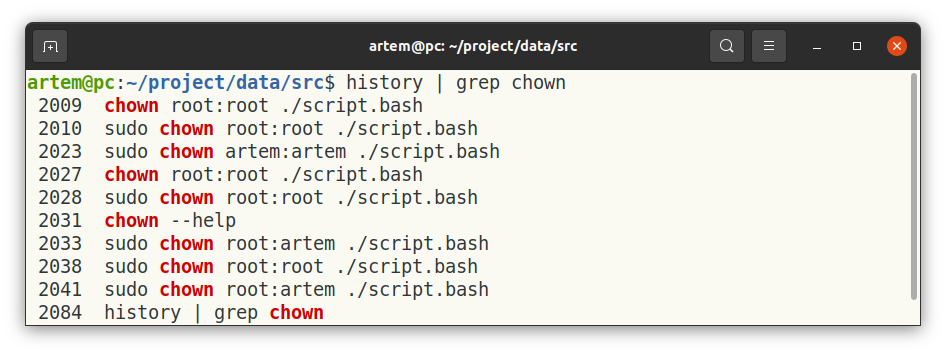 artem@pc: ~/project/data/src
artem@pc:~/project/data/src$ history | grep chown
 2009  chown root:root ./script.bash
 2010  sudo chown root:root ./script.bash
 2023  sudo chown artem:artem ./script.bash
 2027  chown root:root ./script.bash
 2028  sudo chown root:root ./script.bash
 2031  chown --help
 2033  sudo chown root:artem ./script.bash
 2038  sudo chown root:root ./script.bash
 2041  sudo chown root:artem ./script.bash
 2084  history | grep chown